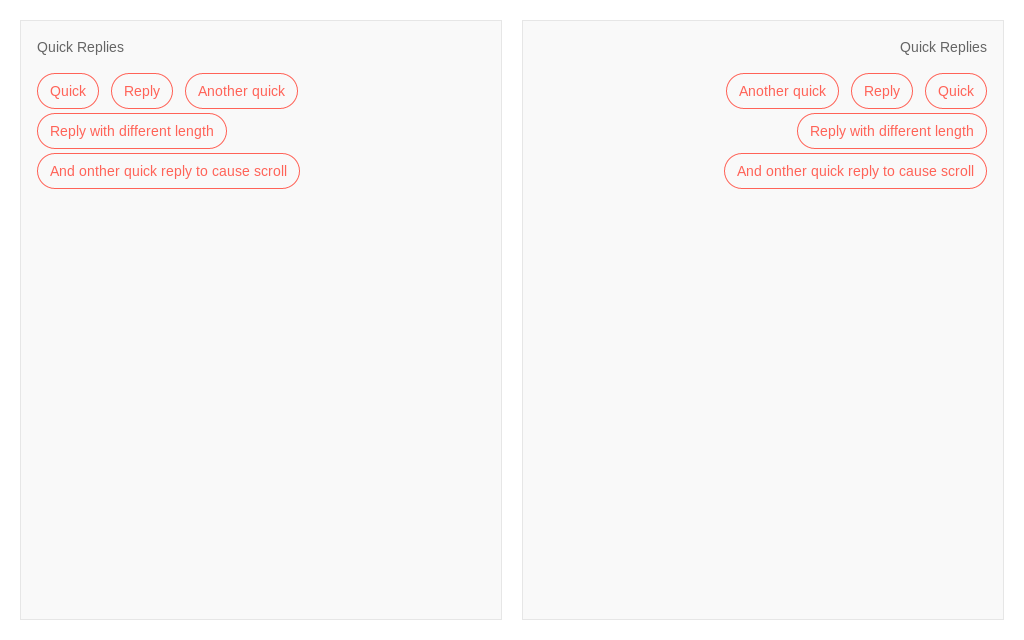 Quick Replies
Quick Reply Another quick
Reply with different length
And onther quick reply to cause scroll
Quick Replies
Another quick Reply Quick
Reply with different length
And onther quick reply to cause scroll